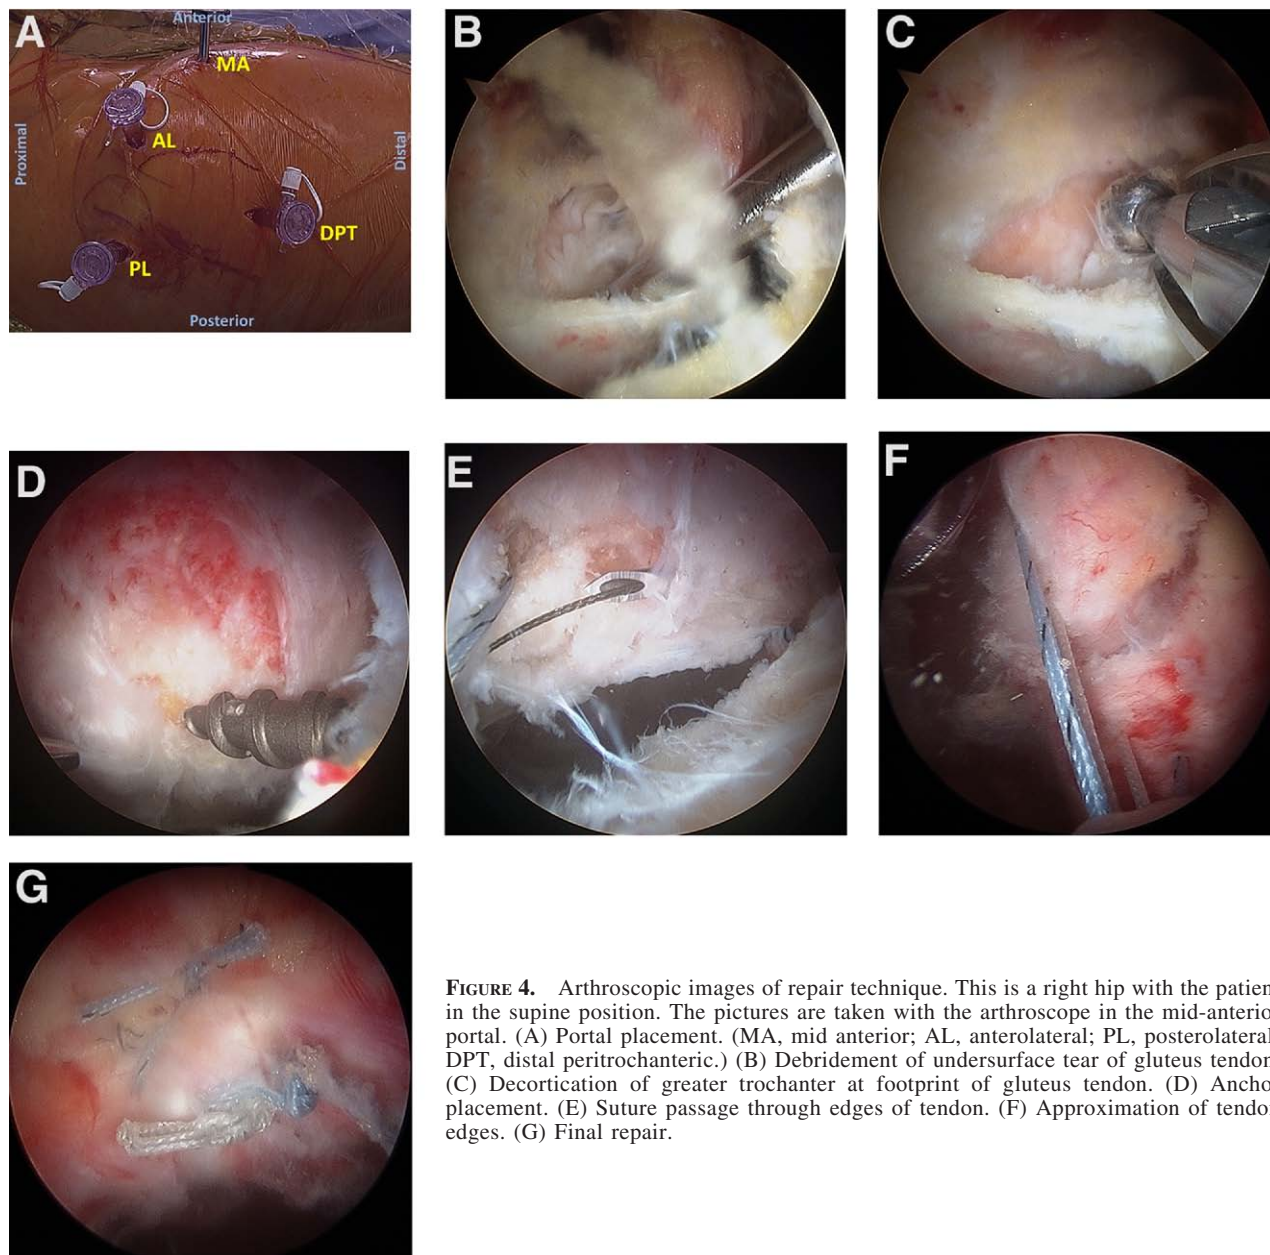 A
Anterior
MA
AL
Proximal
Distal
DPT
PL
Posterior
B
C
D
E
F
G
FIGURE 4. Arthroscopic images of repair technique. This is a right hip with the patien
in the supine position. The pictures are taken with the arthroscope in the mid-anterio
portal. (A) Portal placement. (MA, mid anterior; AL, anterolateral; PL, posterolateral
DPT, distal peritrochanteric.) (B) Debridement of undersurface tear of gluteus tendon
(C) Decortication of greater trochanter at footprint of gluteus tendon. (D) Ancho
placement. (E) Suture passage through edges of tendon. (F) Approximation of tendo
edges. (G) Final repair.